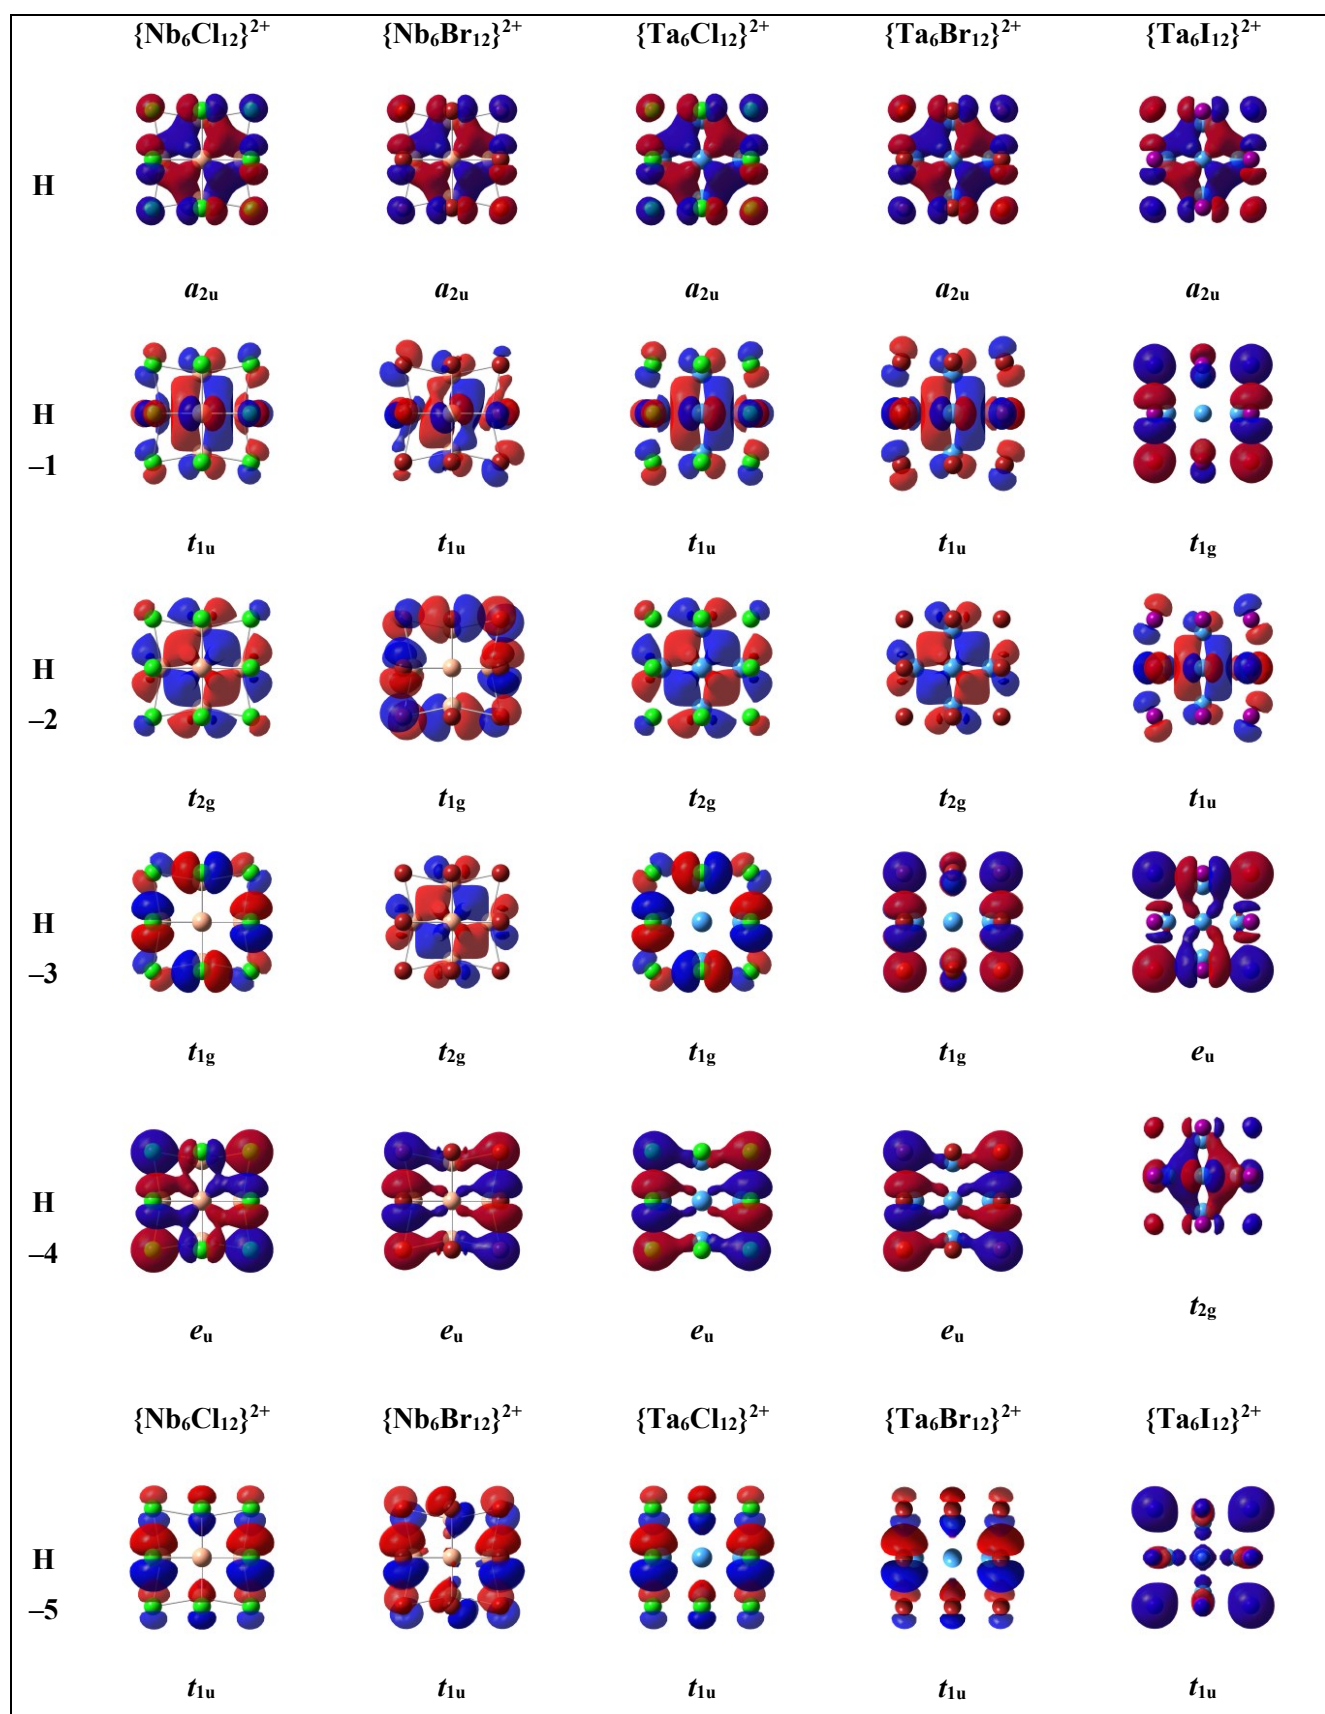 {Nb₆Cl₁₂}²⁺ {Nb₆Br₁₂}²⁺ {Ta₆Cl₁₂}²⁺ {Ta₆Br₁₂}²⁺ {Ta₆I₁₂}²⁺
H
a₂ᵤ a₂ᵤ a₂ᵤ a₂ᵤ a₂ᵤ
H
–1
t₁ᵤ t₁ᵤ t₁ᵤ t₁ᵤ t₁g
H
–2
t₂g t₁g t₂g t₂g t₁ᵤ
H
–3
t₁g t₂g t₁g t₁g eᵤ
H
–4
t₂g
eᵤ eᵤ eᵤ eᵤ
{Nb₆Cl₁₂}²⁺ {Nb₆Br₁₂}²⁺ {Ta₆Cl₁₂}²⁺ {Ta₆Br₁₂}²⁺ {Ta₆I₁₂}²⁺
H
–5
t₁ᵤ t₁ᵤ t₁ᵤ t₁ᵤ t₁ᵤ